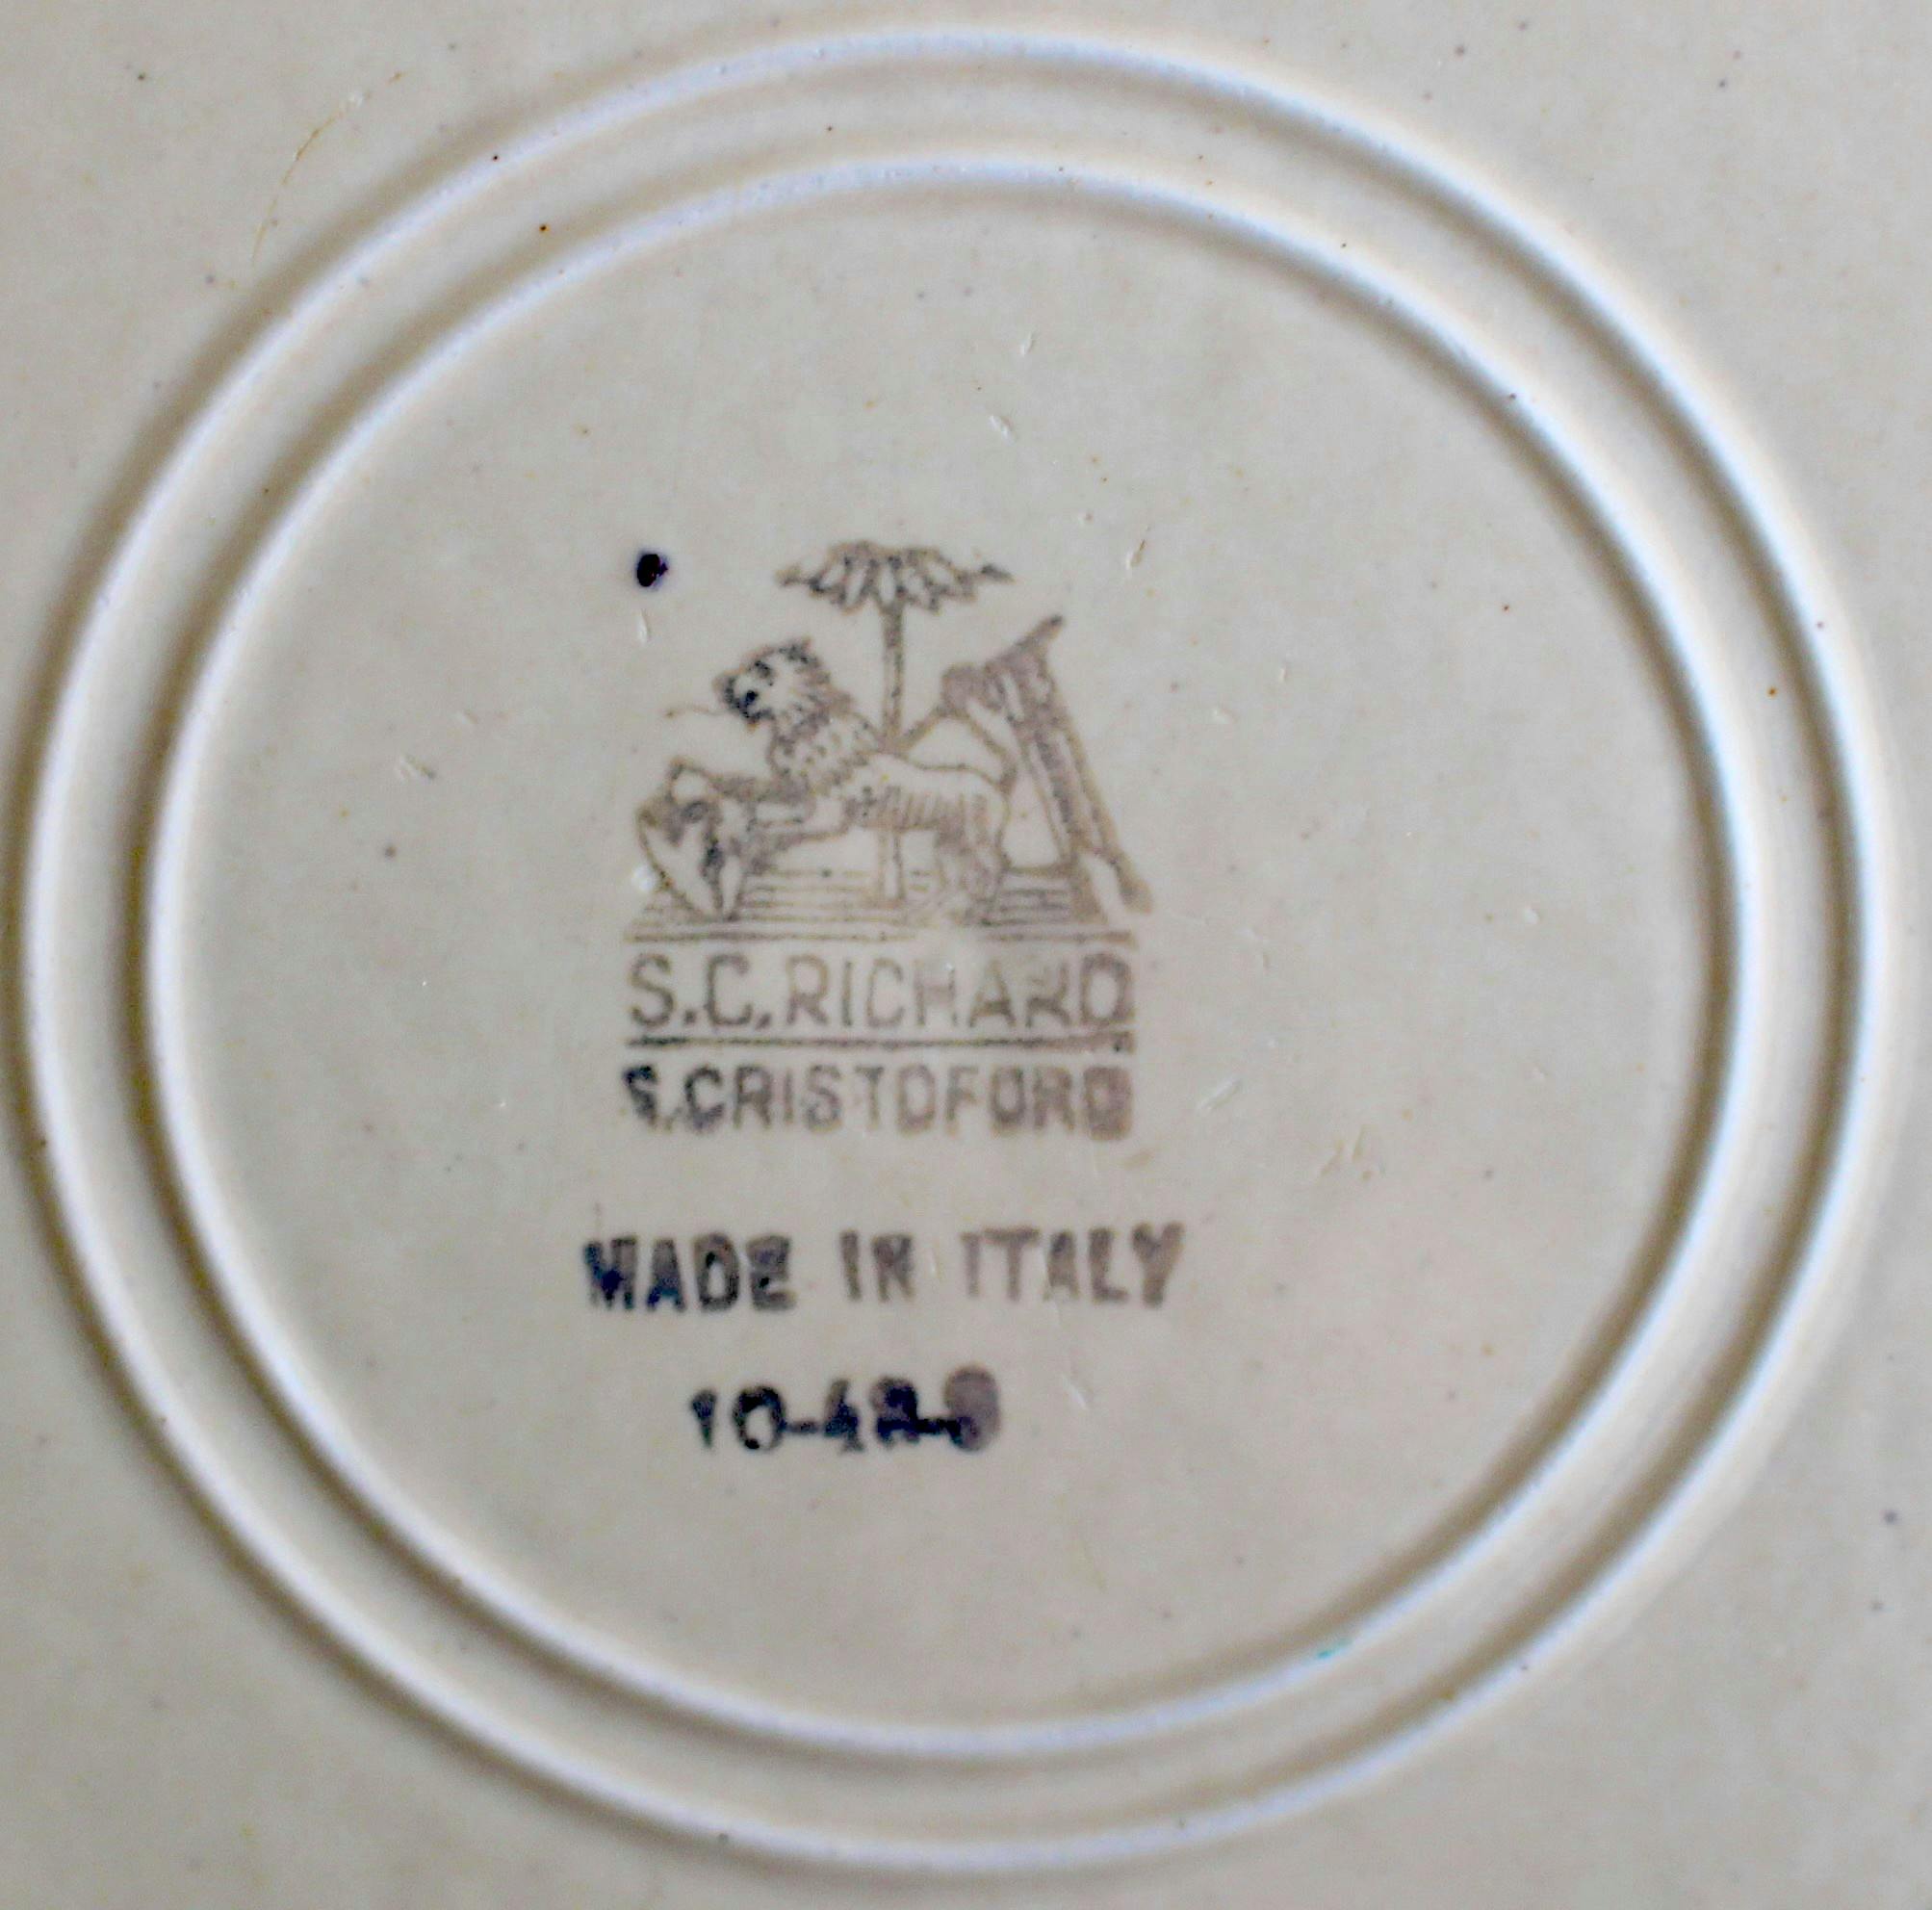 S.C. RICHARD
S. CRISTOFORO
MADE IN ITALY